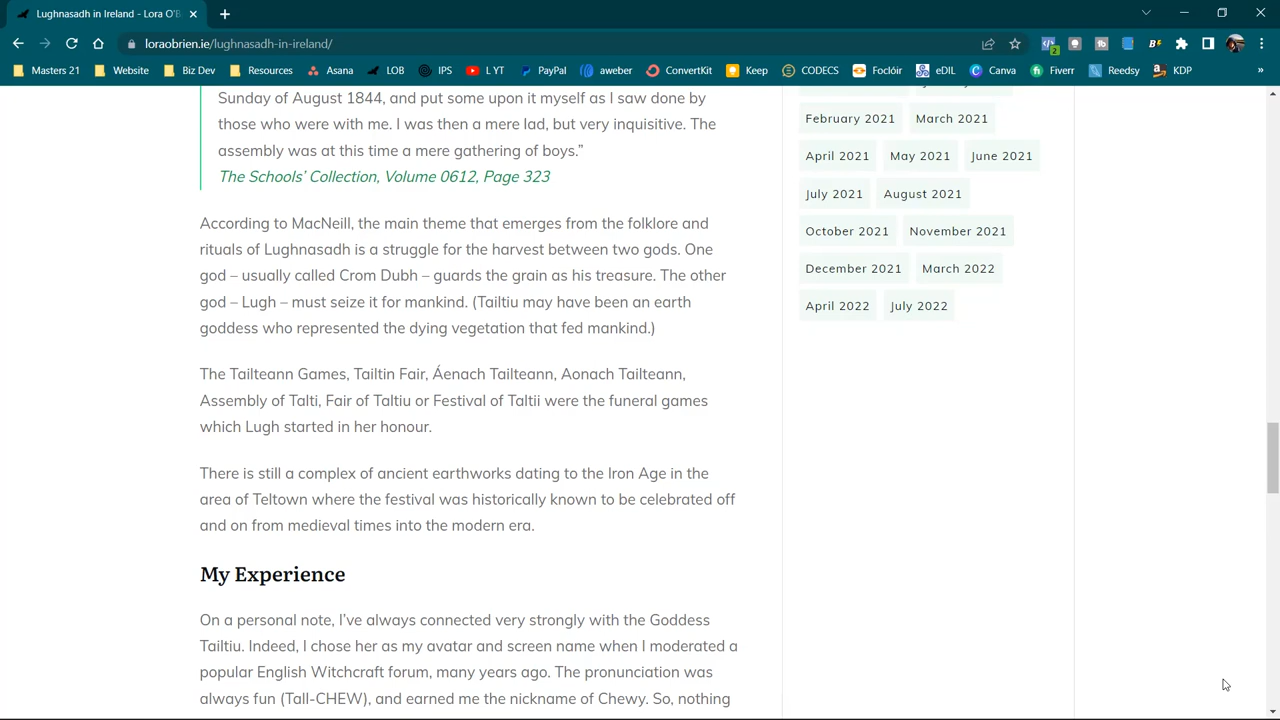 Lughnasadh in Ireland - Lora O'B
loraobrien.ie/lughnasadh-in-ireland/
2
Masters 21 Website Biz Dev Resources Asana LOB IPS L YT PayPal aweber ConvertKit Keep CODECS Foclóir eDIL Canva Fiverr Reedsy KDP »
Sunday of August 1844, and put some upon it myself as I saw done by
those who were with me. I was then a mere lad, but very inquisitive. The
assembly was at this time a mere gathering of boys.”
The Schools’ Collection, Volume 0612, Page 323
According to MacNeill, the main theme that emerges from the folklore and
rituals of Lughnasadh is a struggle for the harvest between two gods. One
god – usually called Crom Dubh – guards the grain as his treasure. The other
god – Lugh – must seize it for mankind. (Tailtiu may have been an earth
goddess who represented the dying vegetation that fed mankind.)
The Tailteann Games, Tailtin Fair, Áenach Tailteann, Aonach Tailteann,
Assembly of Talti, Fair of Taltiu or Festival of Taltii were the funeral games
which Lugh started in her honour.
There is still a complex of ancient earthworks dating to the Iron Age in the
area of Teltown where the festival was historically known to be celebrated off
and on from medieval times into the modern era.
My Experience
On a personal note, I’ve always connected very strongly with the Goddess
Tailtiu. Indeed, I chose her as my avatar and screen name when I moderated a
popular English Witchcraft forum, many years ago. The pronunciation was
always fun (Tall-CHEW), and earned me the nickname of Chewy. So, nothing
February 2021 March 2021
April 2021 May 2021 June 2021
July 2021 August 2021
October 2021 November 2021
December 2021 March 2022
April 2022 July 2022